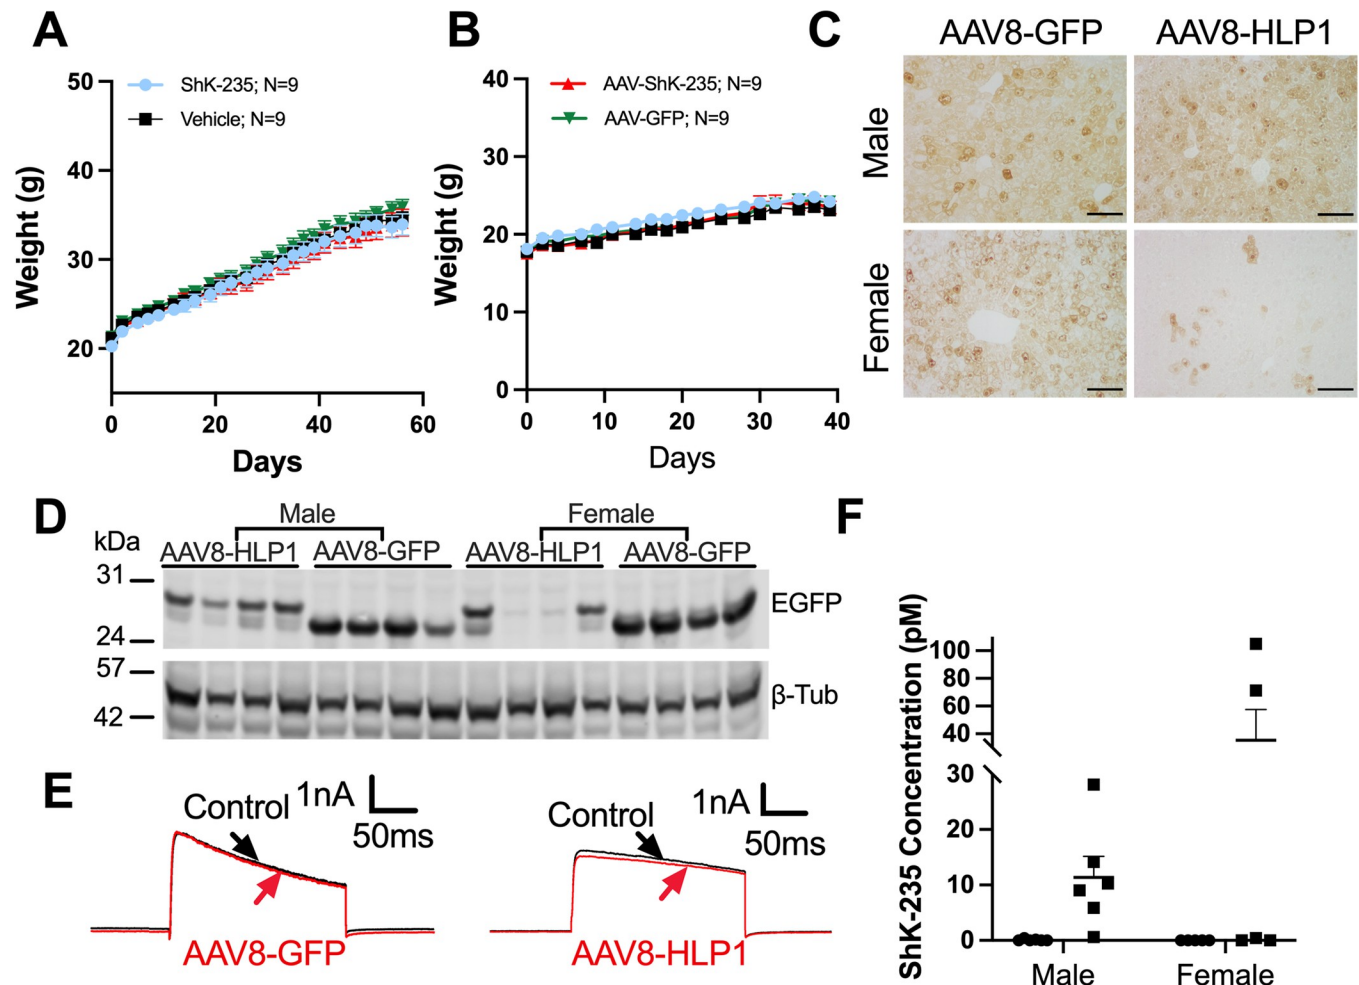 A
50
40
30
20
0
20
40
60
Weight (g)
Days
ShK-235; N=9
Vehicle; N=9
B
40
30
20
10
0
0
10
20
30
40
Weight (g)
Days
AAV-ShK-235; N=9
AAV-GFP; N=9
C
AAV8-GFP
AAV8-HLP1
Male
Female
D
Male
Female
kDa
AAV8-HLP1
AAV8-GFP
AAV8-HLP1
AAV8-GFP
31
24
EGFP
57
42
β-Tub
E
Control
1nA
50ms
AAV8-GFP
Control
1nA
50ms
AAV8-HLP1
F
ShK-235 Concentration (pM)
100
80
60
40
30
20
10
0
Male
Female